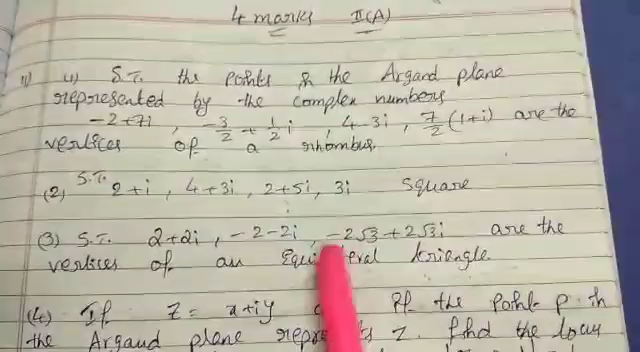 4 marks II(A)
1) (1) S.T. the points in the Argand plane
represented by the complex numbers
-2+7i, -3/2 + 1/2 i, 4-3i, 7/2 (1+i) are the
vertices of a rhombus.
(2) S.T. 2+i, 4+3i, 2+5i, 3i square
(3) S.T. 2+2i, -2-2i, -2√3+2√3i are the
vertices of an triangle.
(4) If Z = x+iy If the point P in
the Argand plane z. find the locus